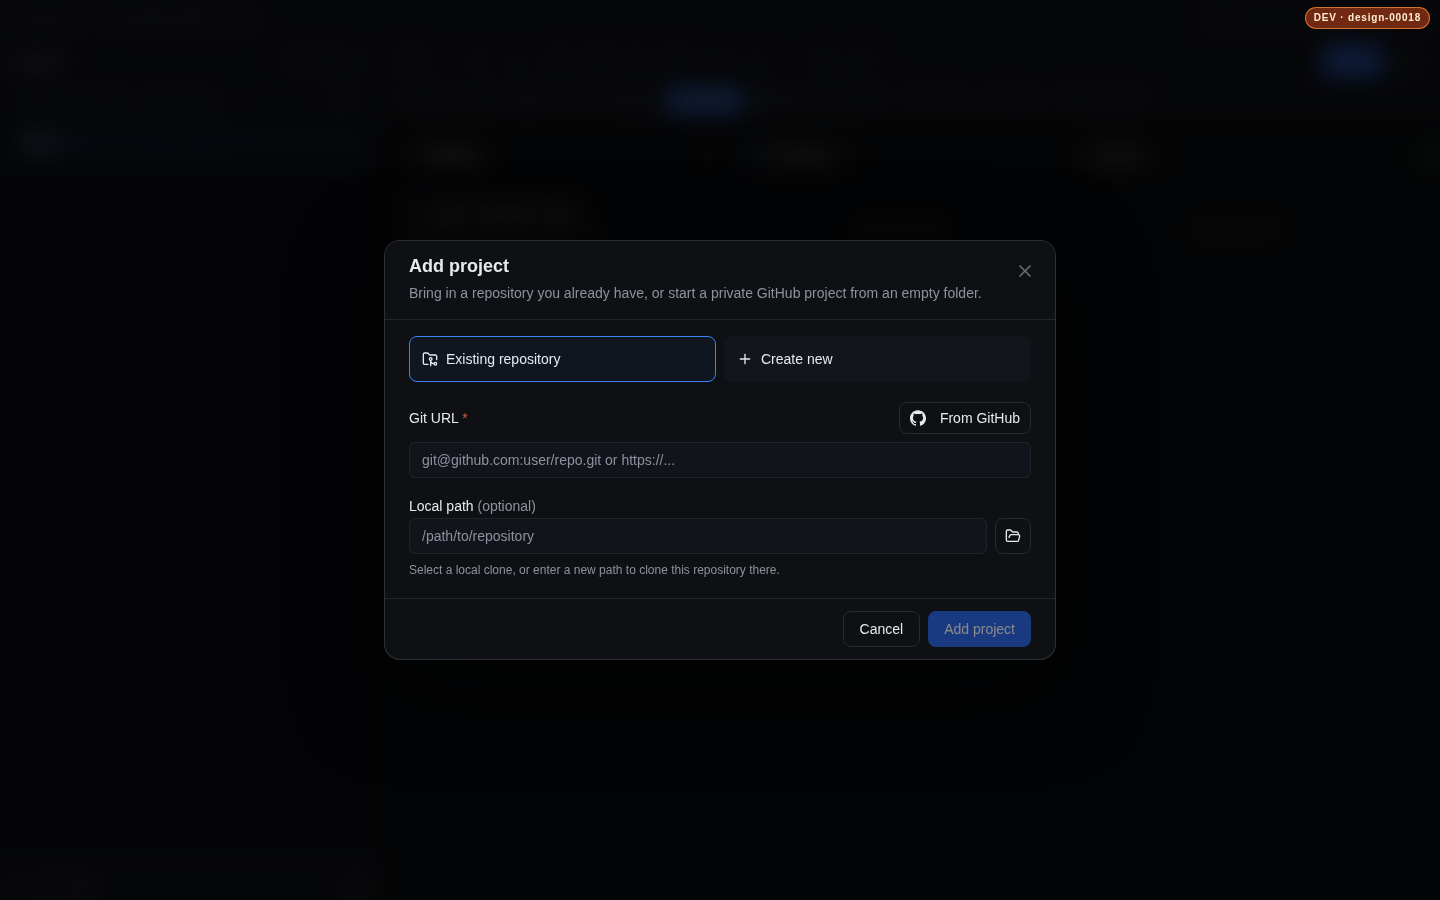 DEV · design-00018
Add project
Bring in a repository you already have, or start a private GitHub project from an empty folder.
Existing repository
Create new
Git URL *
From GitHub
git@github.com:user/repo.git or https://...
Local path (optional)
/path/to/repository
Select a local clone, or enter a new path to clone this repository there.
Cancel
Add project